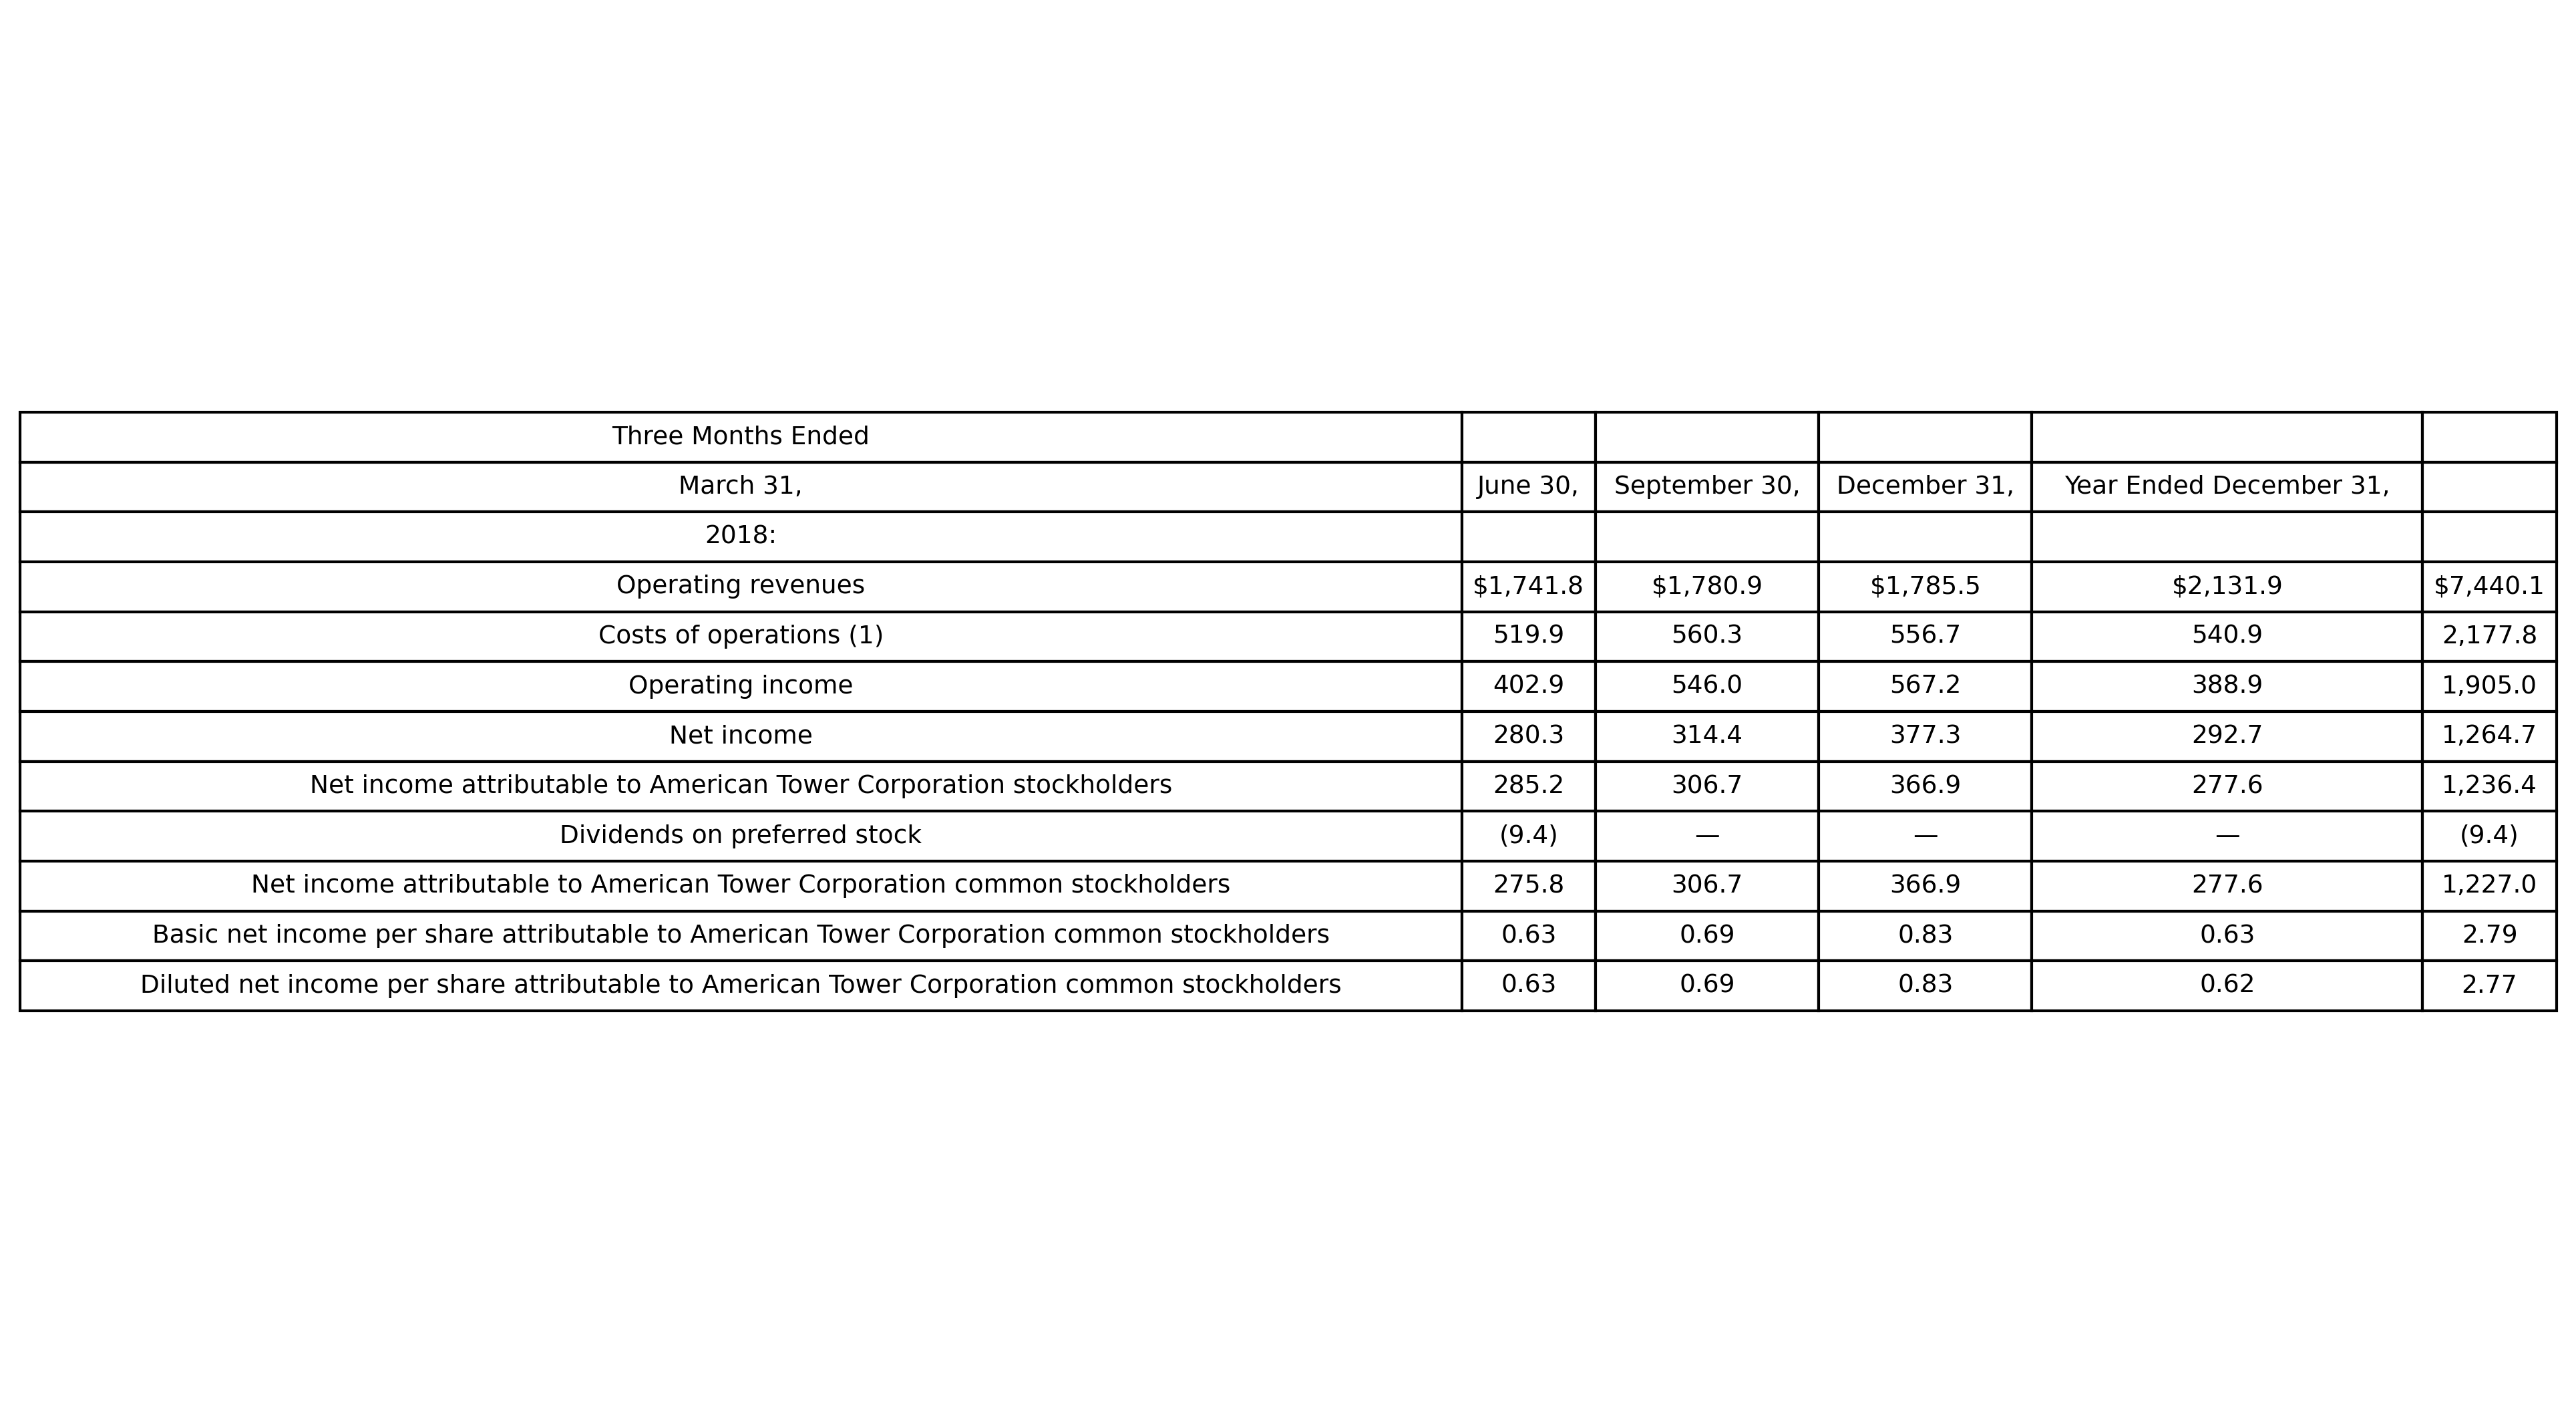 Three Months Ended
March 31, June 30, September 30, December 31, Year Ended December 31,
2018:
Operating revenues $1,741.8 $1,780.9 $1,785.5 $2,131.9 $7,440.1
Costs of operations (1) 519.9 560.3 556.7 540.9 2,177.8
Operating income 402.9 546.0 567.2 388.9 1,905.0
Net income 280.3 314.4 377.3 292.7 1,264.7
Net income attributable to American Tower Corporation stockholders 285.2 306.7 366.9 277.6 1,236.4
Dividends on preferred stock (9.4) — — — (9.4)
Net income attributable to American Tower Corporation common stockholders 275.8 306.7 366.9 277.6 1,227.0
Basic net income per share attributable to American Tower Corporation common stockholders 0.63 0.69 0.83 0.63 2.79
Diluted net income per share attributable to American Tower Corporation common stockholders 0.63 0.69 0.83 0.62 2.77